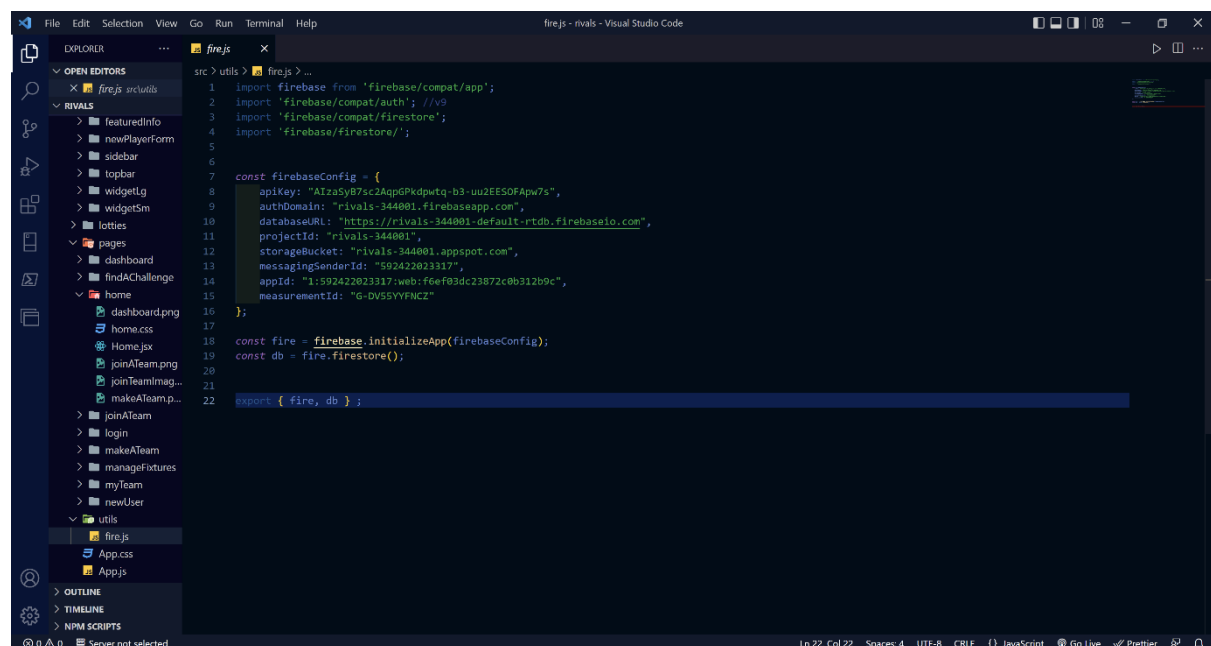 File Edit Selection View Go Run Terminal Help fire.js - rivals - Visual Studio Code
EXPLORER ···
OPEN EDITORS
fire.js src\utils
RIVALS
featuredInfo
newPlayerForm
sidebar
topbar
widgetLg
widgetSm
lotties
pages
dashboard
findAChallenge
home
dashboard.png
home.css
Home.jsx
joinATeam.png
joinTeamImag...
makeATeam.p...
joinATeam
login
makeATeam
manageFixtures
myTeam
newUser
utils
fire.js
App.css
App.js
OUTLINE
TIMELINE
NPM SCRIPTS
fire.js
src > utils > fire.js > ...
1 import firebase from 'firebase/compat/app';
2 import 'firebase/compat/auth'; //v9
3 import 'firebase/compat/firestore';
4 import 'firebase/firestore/';
5
6
7 const firebaseConfig = {
8 apiKey: "AIzaSyB7sc2AqpGPkdpwtq-b3-uu2EESOFApw7s",
9 authDomain: "rivals-344001.firebaseapp.com",
10 databaseURL: "https://rivals-344001-default-rtdb.firebaseio.com",
11 projectId: "rivals-344001",
12 storageBucket: "rivals-344001.appspot.com",
13 messagingSenderId: "592422023317",
14 appId: "1:592422023317:web:f6ef03dc23872c0b312b9c",
15 measurementId: "G-DV55YYFNCZ"
16 };
17
18 const fire = firebase.initializeApp(firebaseConfig);
19 const db = fire.firestore();
20
21
22 export { fire, db } ;
0 0 Server not selected Ln 22, Col 22 Spaces: 4 UTF-8 CRLF {} JavaScript Go Live Prettier